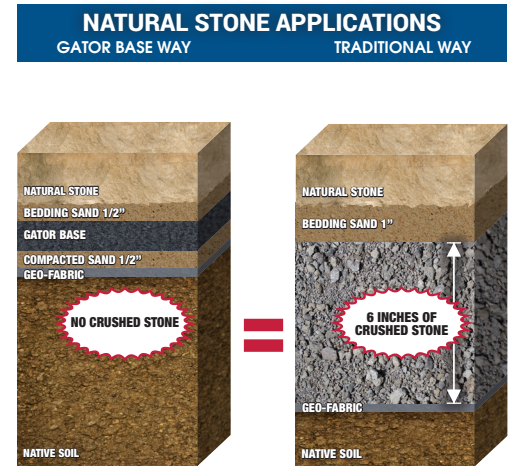 NATURAL STONE APPLICATIONS
GATOR BASE WAY
TRADITIONAL WAY
NATURAL STONE
BEDDING SAND 1/2”
GATOR BASE
COMPACTED SAND 1/2”
GEO-FABRIC
NO CRUSHED STONE
NATIVE SOIL
=
NATURAL STONE
BEDDING SAND 1”
6 INCHES OF
CRUSHED STONE
GEO-FABRIC
NATIVE SOIL